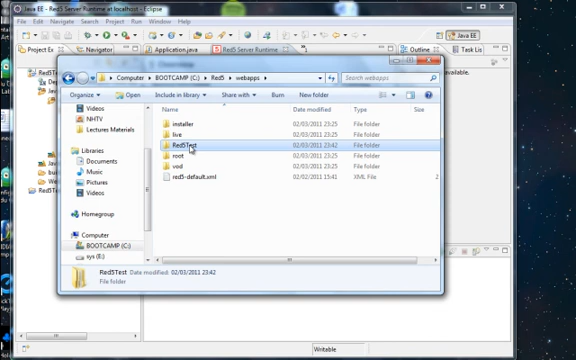 Java EE - Red5 Server Runtime at localhost - Eclipse
File Edit Navigate Search Project Run Window Help
Java EE
Project Ex
Navigator
Application.java
Red5 Server Runtime
Outline
Task Lis
Computer BOOTCAMP (C:) Red5 webapps
Search webapps
Organize Open Include in library Share with Burn New folder
Name Date modified Type Size
Videos
NHTV
Lectures Materials
Libraries
Documents
Music
Pictures
Videos
Homegroup
Computer
BOOTCAMP (C:)
sys (E:)
installer 02/03/2011 23:25 File folder
live 02/03/2011 23:25 File folder
Red5Test 02/03/2011 23:42 File folder
root 02/03/2011 23:25 File folder
vod 02/03/2011 23:25 File folder
red5-default.xml 02/02/2011 15:41 XML File 2
Red5Test Date modified: 02/03/2011 23:42
File folder
available.
Writable